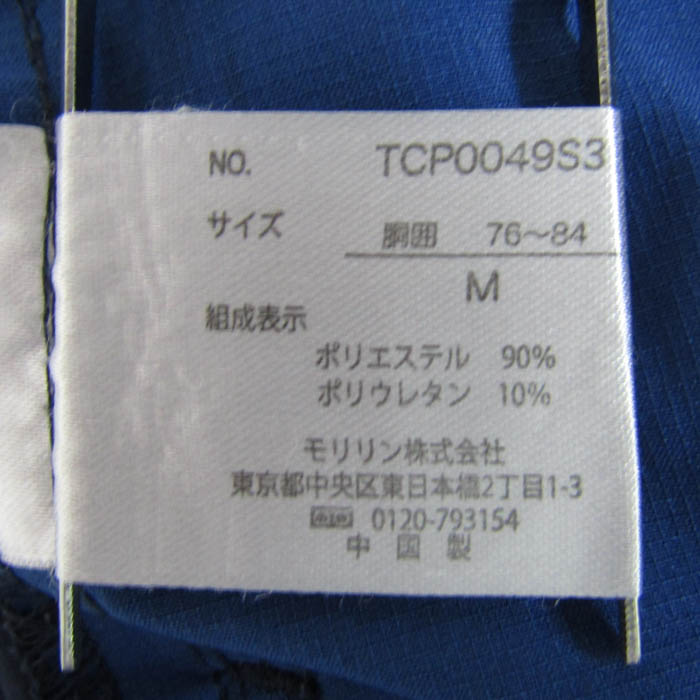 NO. TCP0049S3
サイズ 胴囲 76～84
M
組成表示
ポリエステル 90%
ポリウレタン 10%
モリリン株式会社
東京都中央区東日本橋2丁目1-3
0120-793154
中国製